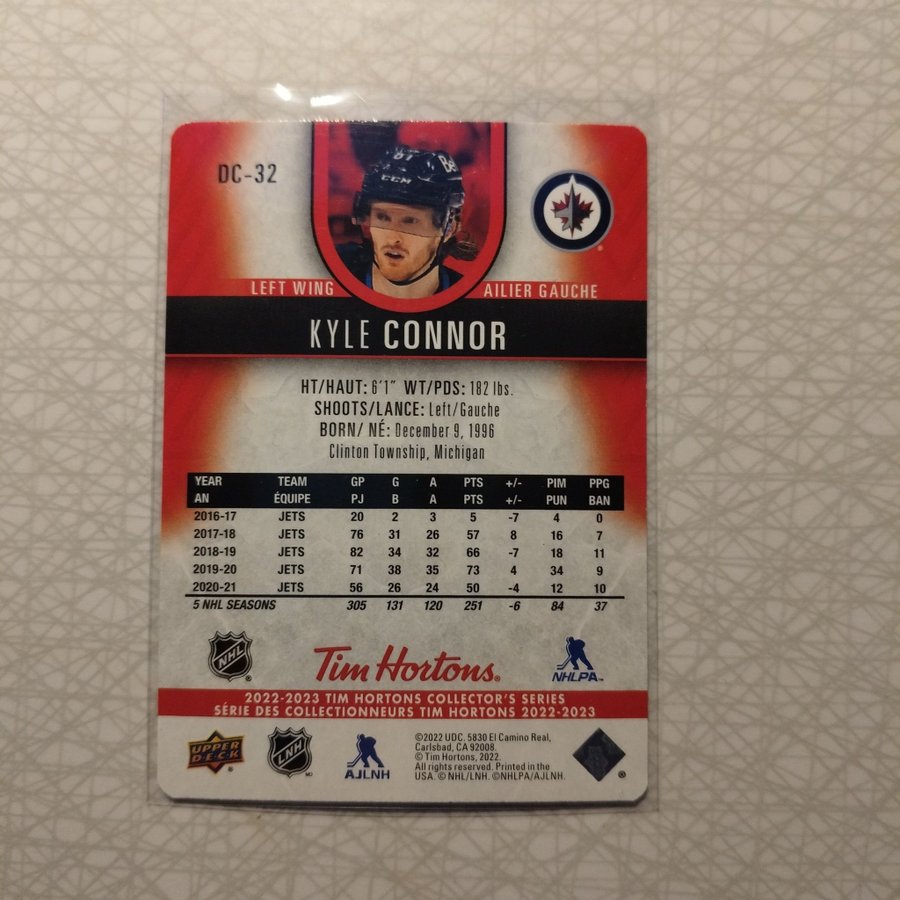 DC-32
81 Bell
CCM
LEFT WING AILIER GAUCHE
KYLE CONNOR
HT/HAUT: 6'1" WT/PDS: 182 lbs.
SHOOTS/LANCE: Left/Gauche
BORN/ NÉ: December 9, 1996
Clinton Township, Michigan
YEAR TEAM GP G A PTS +/- PIM PPG
AN ÉQUIPE PJ B A PTS +/- PUN BAN
2016-17 JETS 20 2 3 5 -7 4 0
2017-18 JETS 76 31 26 57 8 16 7
2018-19 JETS 82 34 32 66 -7 18 11
2019-20 JETS 71 38 35 73 4 34 9
2020-21 JETS 56 26 24 50 -4 12 10
5 NHL SEASONS 305 131 120 251 -6 84 37
NHL ® Tim Hortons® NHLPA™
2022-2023 TIM HORTONS COLLECTOR'S SERIES
SÉRIE DES COLLECTIONNEURS TIM HORTONS 2022-2023
©2022 UDC. 5830 El Camino Real,
Carlsbad, CA 92008.
© Tim Hortons, 2022.
All rights reserved. Printed in the
USA. © NHL/LNH. ©NHLPA/AJLNH.
UPPER DECK ® LNH MD AJLNH ®